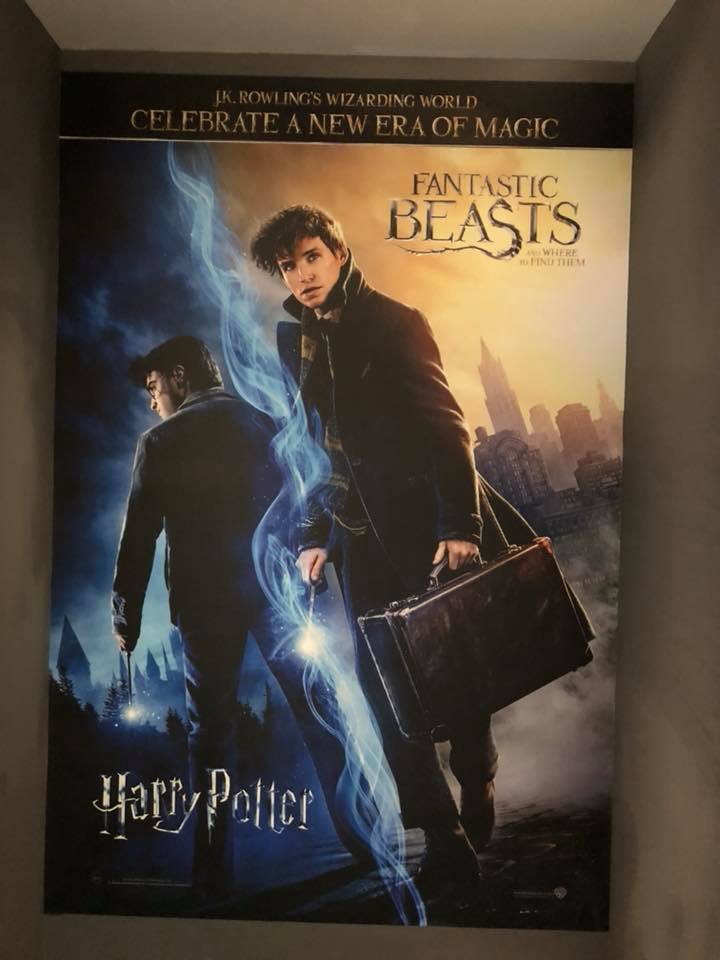 J.K. ROWLING'S WIZARDING WORLD
CELEBRATE A NEW ERA OF MAGIC
FANTASTIC
BEASTS
AND WHERE
TO FIND THEM
Harry Potter